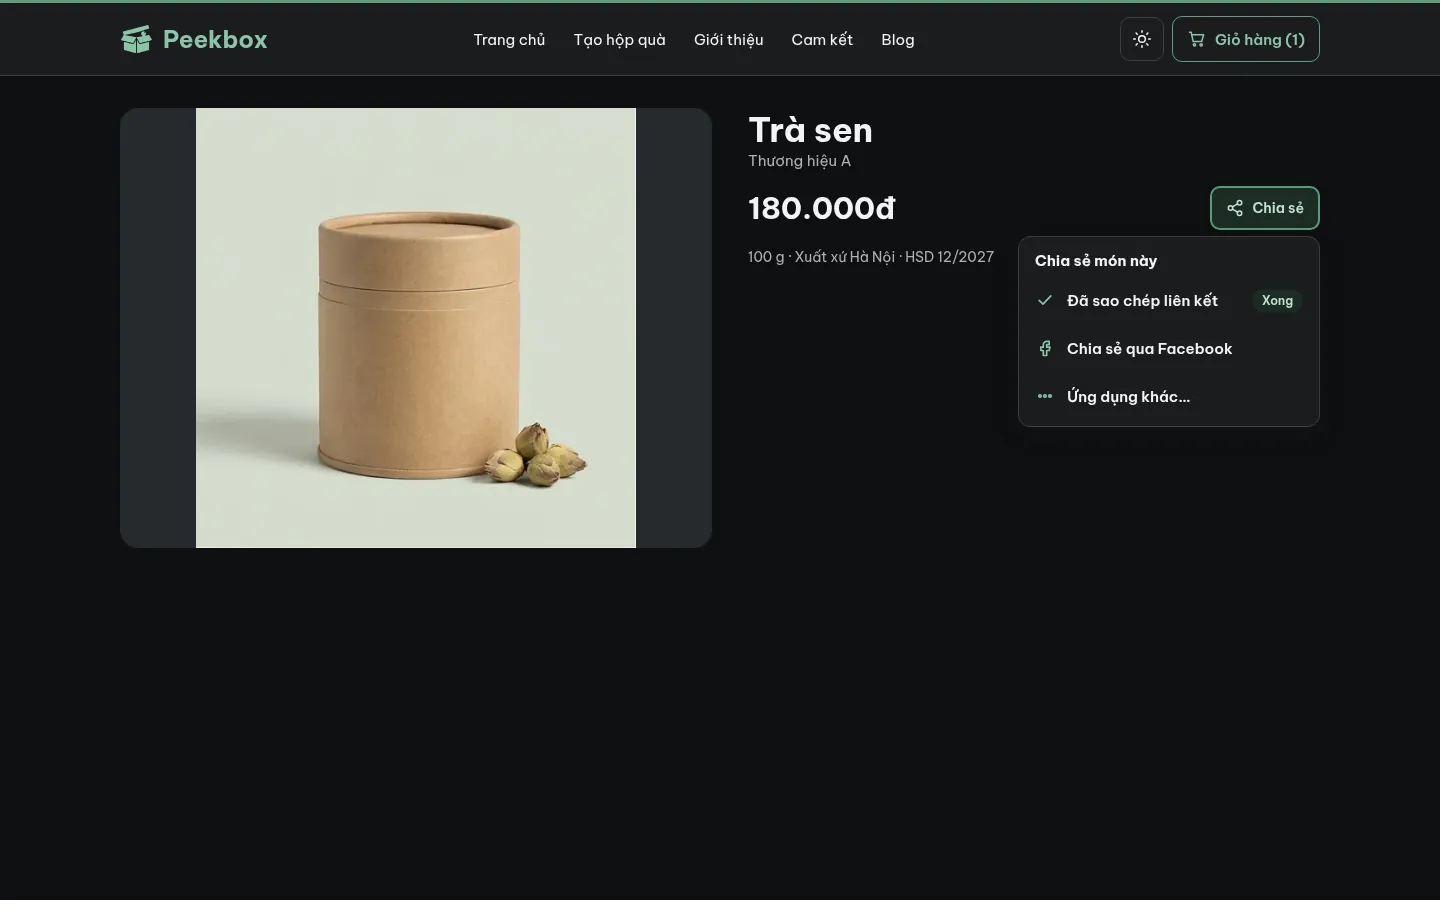 Peekbox
Trang chủ
Tạo hộp quà
Giới thiệu
Cam kết
Blog
Giỏ hàng (1)
Trà sen
Thương hiệu A
180.000đ
Chia sẻ
100 g · Xuất xứ Hà Nội · HSD 12/2027
Chia sẻ món này
Đã sao chép liên kết
Xong
Chia sẻ qua Facebook
Ứng dụng khác...